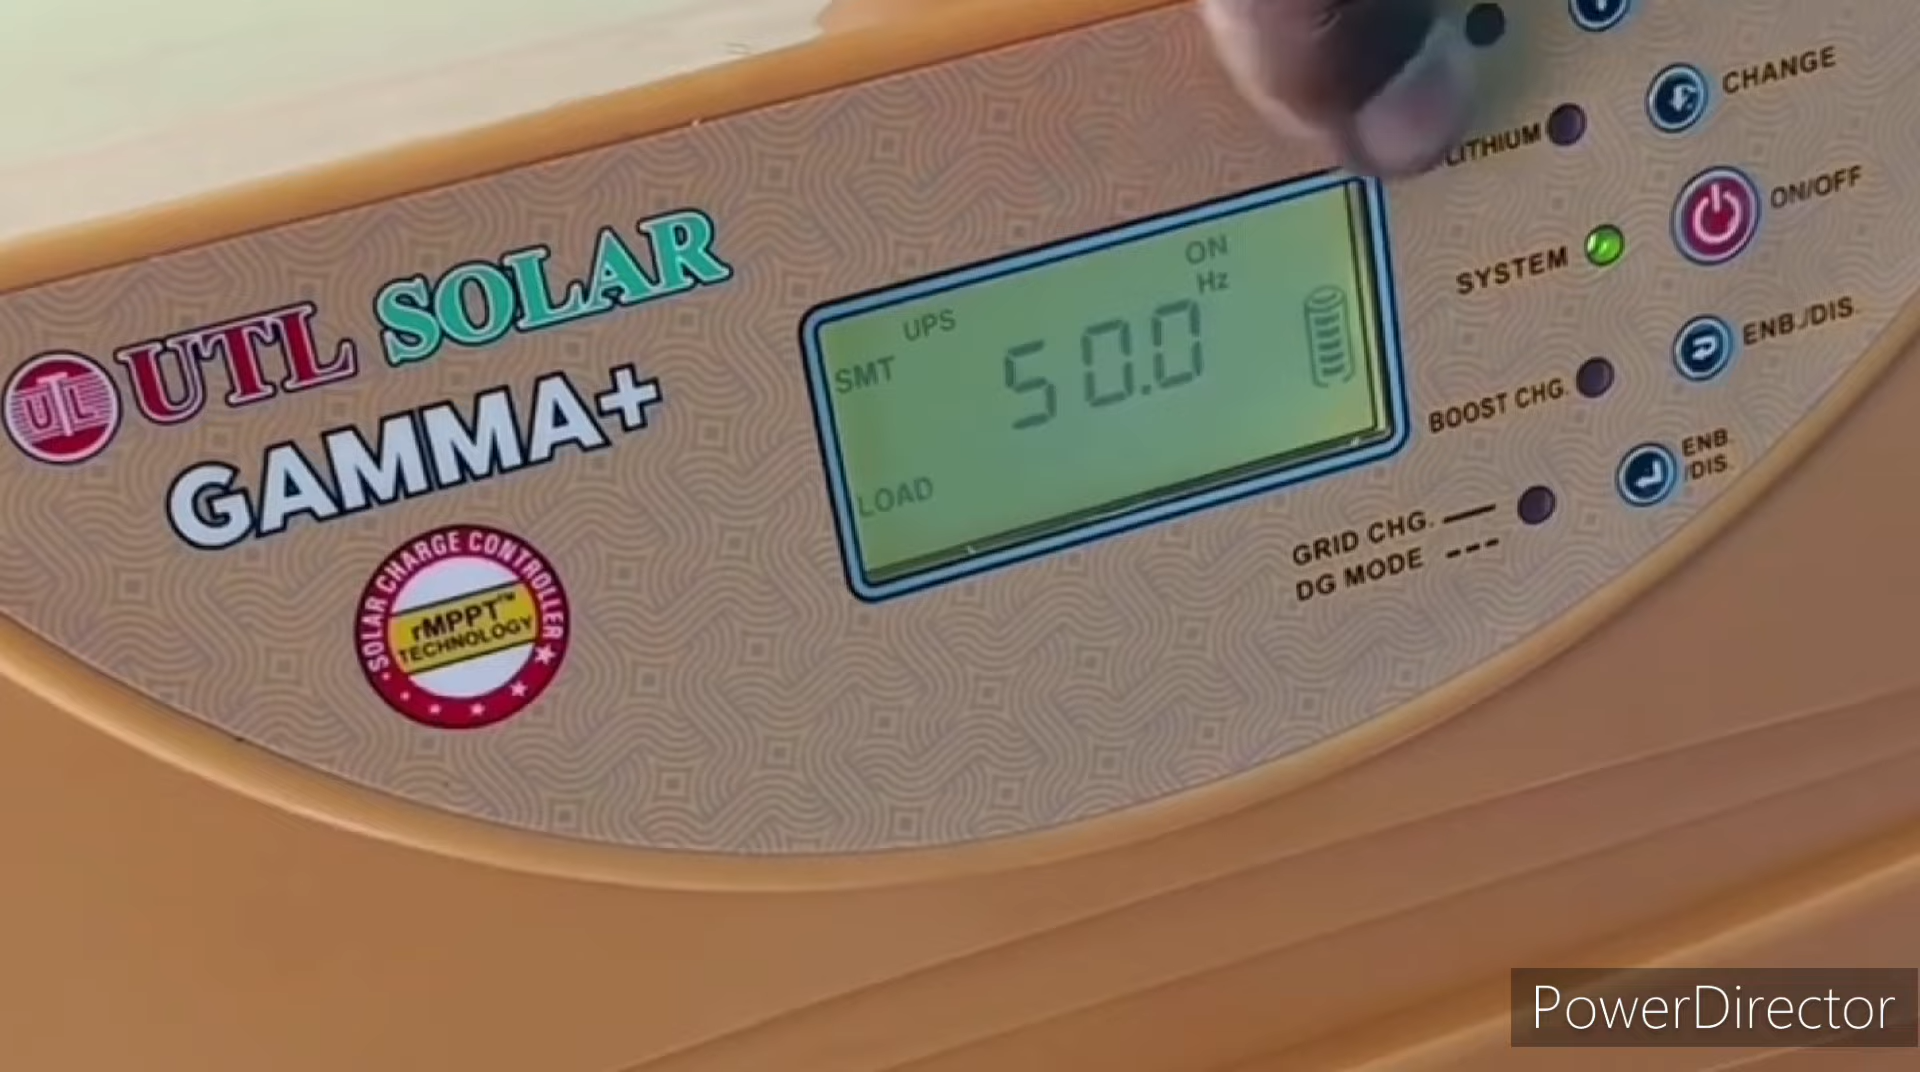 UTL
UTL SOLAR
GAMMA+
SOLAR CHARGE CONTROLLER
rMPPT™
TECHNOLOGY
ON
Hz
UPS
SMT
50.0
LOAD
CHANGE
LITHIUM
ON/OFF
SYSTEM
ENB./DIS.
BOOST CHG.
ENB.
/DIS.
GRID CHG.
DG MODE
PowerDirector